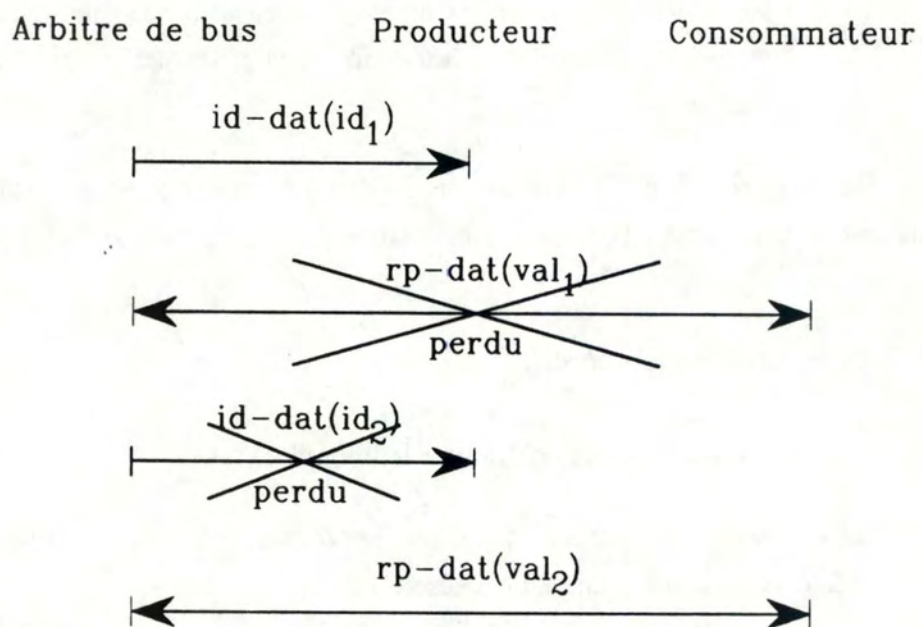 Arbitre de bus Producteur Consommateur
id-dat(id₁)
rp-dat(val₁)
perdu
id-dat(id₂)
perdu
rp-dat(val₂)